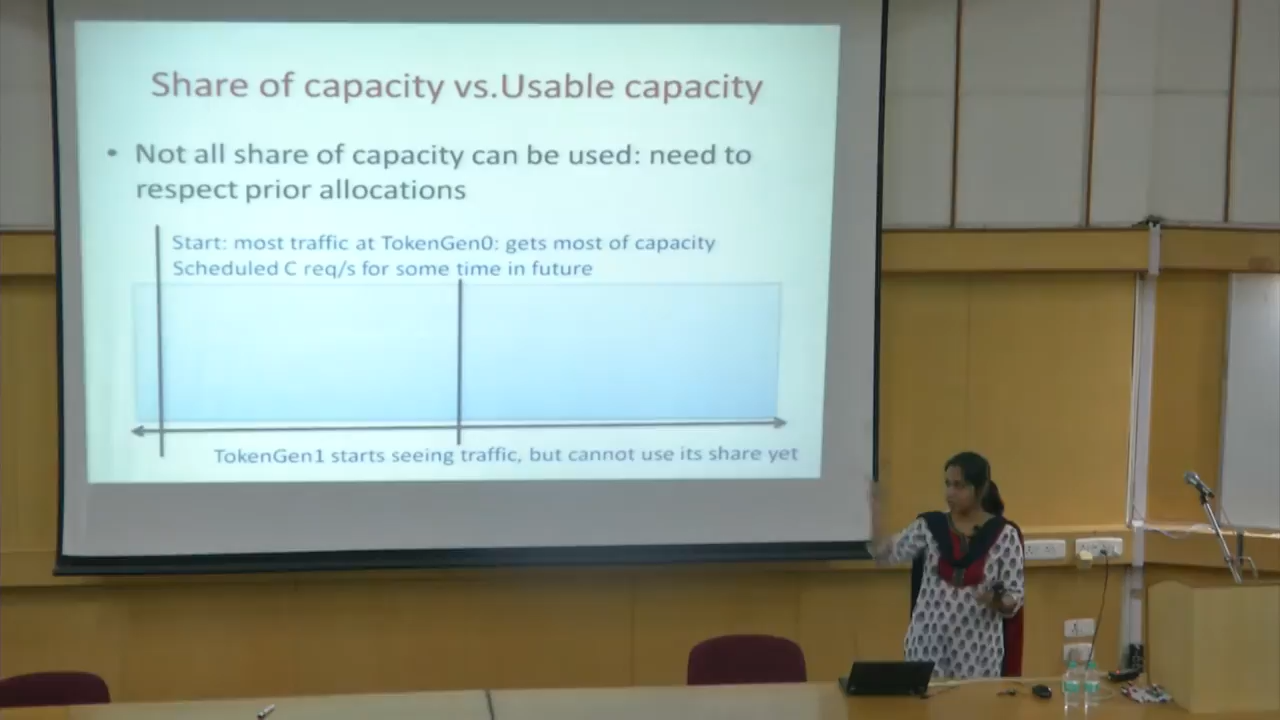 Share of capacity vs.Usable capacity
• Not all share of capacity can be used: need to
respect prior allocations
Start: most traffic at TokenGen0: gets most of capacity
Scheduled C req/s for some time in future
TokenGen1 starts seeing traffic, but cannot use its share yet